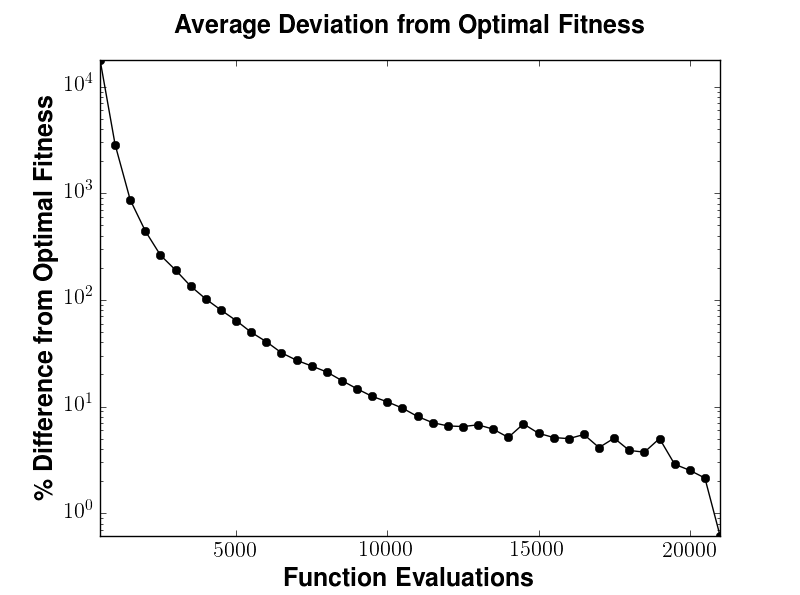 Average Deviation from Optimal Fitness
% Difference from Optimal Fitness
10^4
10^3
10^2
10^1
10^0
5000 10000 15000 20000
Function Evaluations